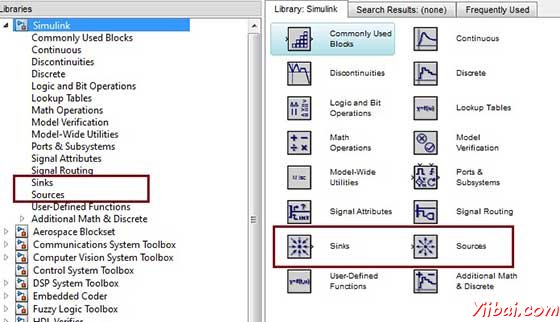 Libraries
Simulink
Commonly Used Blocks
Continuous
Discontinuities
Discrete
Logic and Bit Operations
Lookup Tables
Math Operations
Model Verification
Model-Wide Utilities
Ports & Subsystems
Signal Attributes
Signal Routing
Sinks
Sources
User-Defined Functions
Additional Math & Discrete
Aerospace Blockset
Communications System Toolbox
Computer Vision System Toolbox
Control System Toolbox
DSP System Toolbox
Embedded Coder
Fuzzy Logic Toolbox
HDL Verifier
Library: Simulink
Search Results: (none)
Frequently Used
Commonly Used
Blocks
Continuous
Discontinuities
Discrete
Logic and Bit
Operations
Lookup Tables
Math
Operations
Model
Verification
Model-Wide
Utilities
Ports &
Subsystems
Signal Attributes
Signal Routing
Sinks
Sources
User-Defined
Functions
Additional Math
& Discrete
Yiibai.com